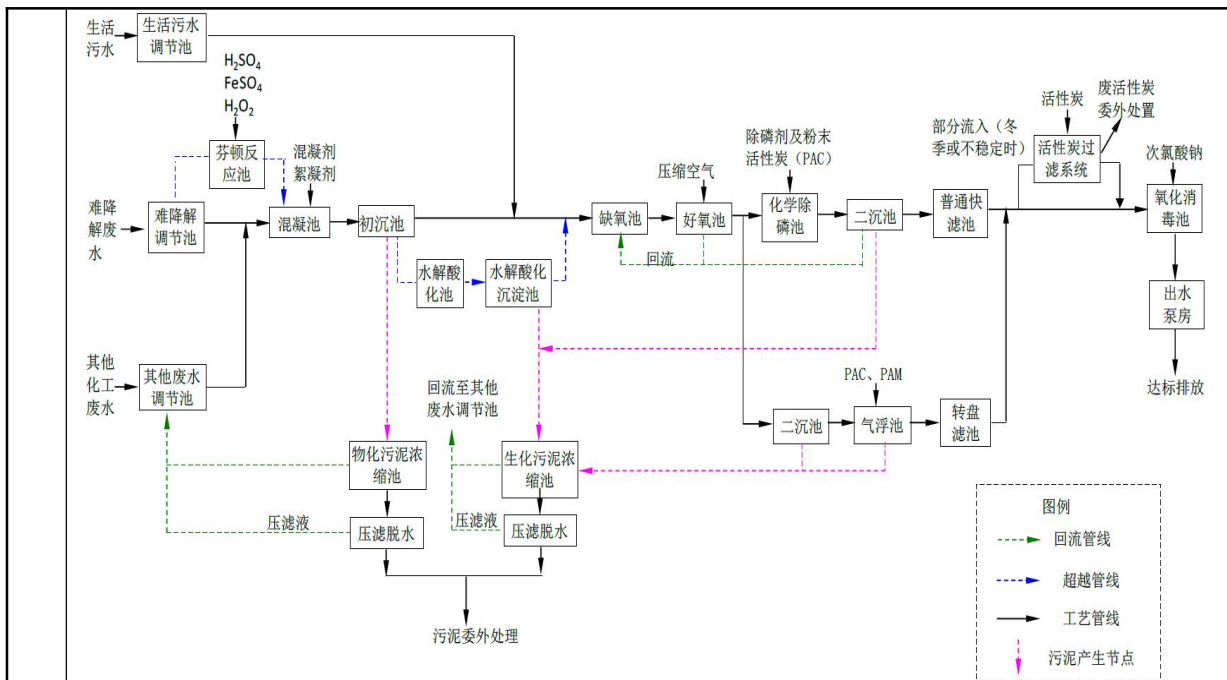 生活
污水
生活污水
调节池
H₂SO₄
FeSO₄
H₂O₂
芬顿反
应池
混凝剂
絮凝剂
难降
解废
水
难降解
调节池
混凝池
初沉池
水解酸
化池
水解酸化
沉淀池
缺氧池
压缩空气
好氧池
除磷剂及粉末
活性炭（PAC）
化学除
磷池
二沉池
普通快
滤池
回流
部分流入（冬
季或不稳定时）
活性炭
活性炭过
滤系统
废活性炭
委外处置
次氯酸钠
氧化消
毒池
出水
泵房
达标排放
其他
化工
废水
其他废水
调节池
回流至其他
废水调节池
PAC、PAM
二沉池
气浮池
转盘
滤池
物化污泥浓
缩池
生化污泥浓
缩池
压滤液
压滤脱水
压滤液
压滤脱水
污泥委外处理
图例
回流管线
超越管线
工艺管线
污泥产生节点